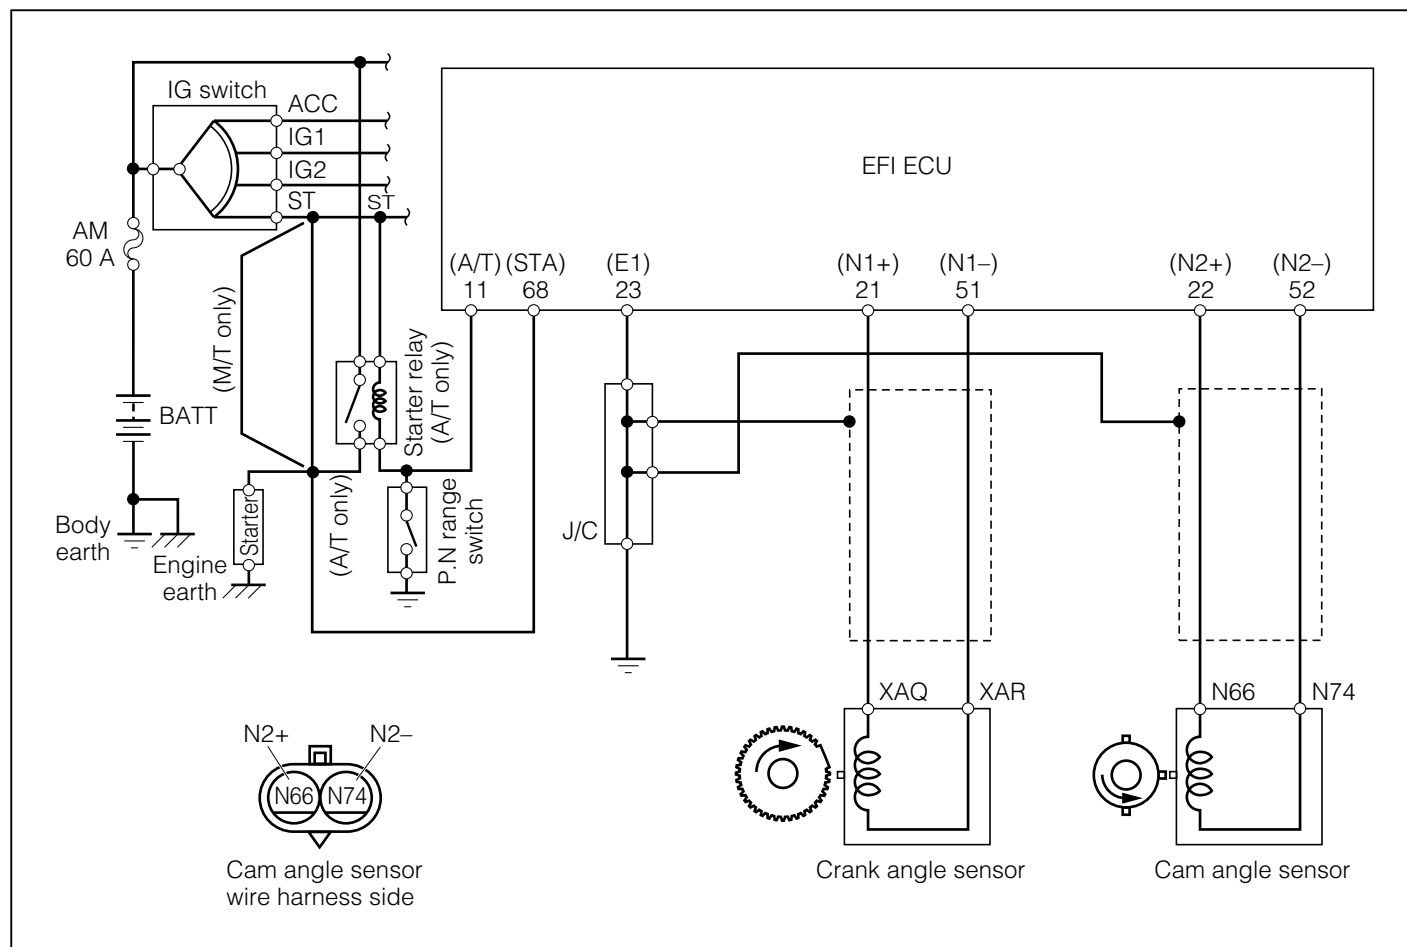 IG switch
ACC
IG1
IG2
ST
ST
AM
60 A
EFI ECU
(A/T)
11
(STA)
68
(E1)
23
(N1+)
21
(N1–)
51
(N2+)
22
(N2–)
52
(M/T only)
Starter relay
(A/T only)
BATT
Body
earth
Engine
earth
Starter
(A/T only)
P.N range
switch
J/C
XAQ
XAR
N66
N74
N2+
N2–
N66
N74
Cam angle sensor
wire harness side
Crank angle sensor
Cam angle sensor